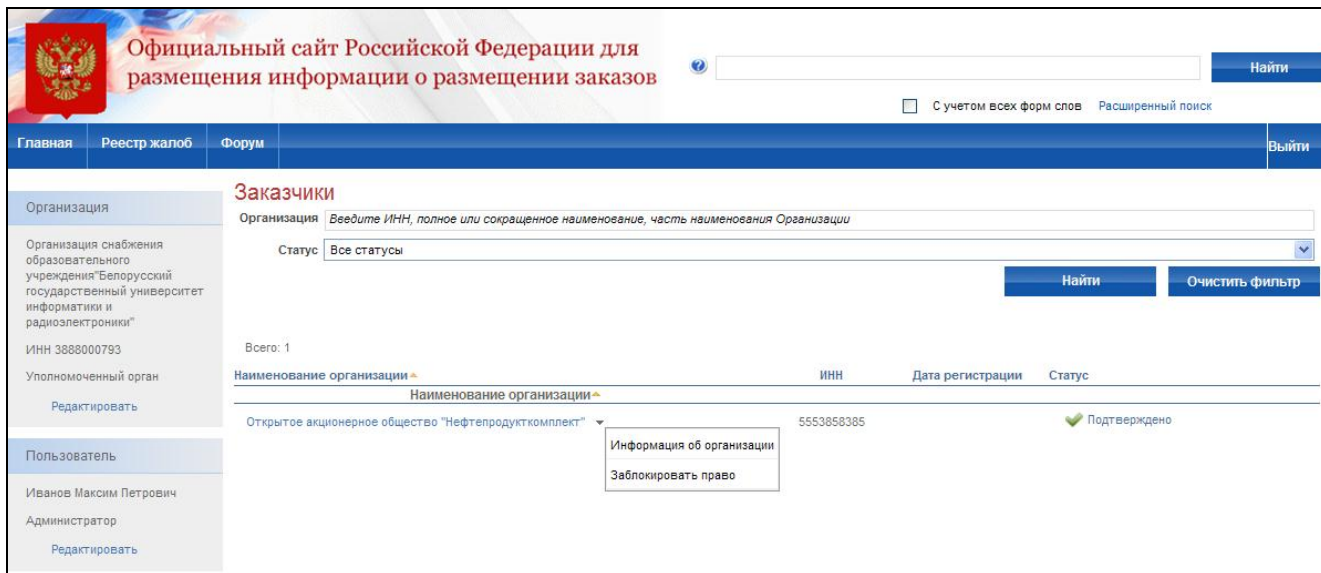 Официальный сайт Российской Федерации для
размещения информации о размещении заказов
?
Найти
С учетом всех форм слов Расширенный поиск
Главная Реестр жалоб Форум Выйти
Организация
Организация снабжения
образовательного
учреждения"Белорусский
государственный университет
информатики и
радиоэлектроники"
ИНН 3888000793
Уполномоченный орган
Редактировать
Пользователь
Иванов Максим Петрович
Администратор
Редактировать
Заказчики
Организация Введите ИНН, полное или сокращенное наименование, часть наименования Организации
Статус Все статусы
Найти Очистить фильтр
Всего: 1
Наименование организации ИНН Дата регистрации Статус
Наименование организации
Открытое акционерное общество "Нефтепродукткомплект" 5553858385 Подтверждено
Информация об организации
Заблокировать право